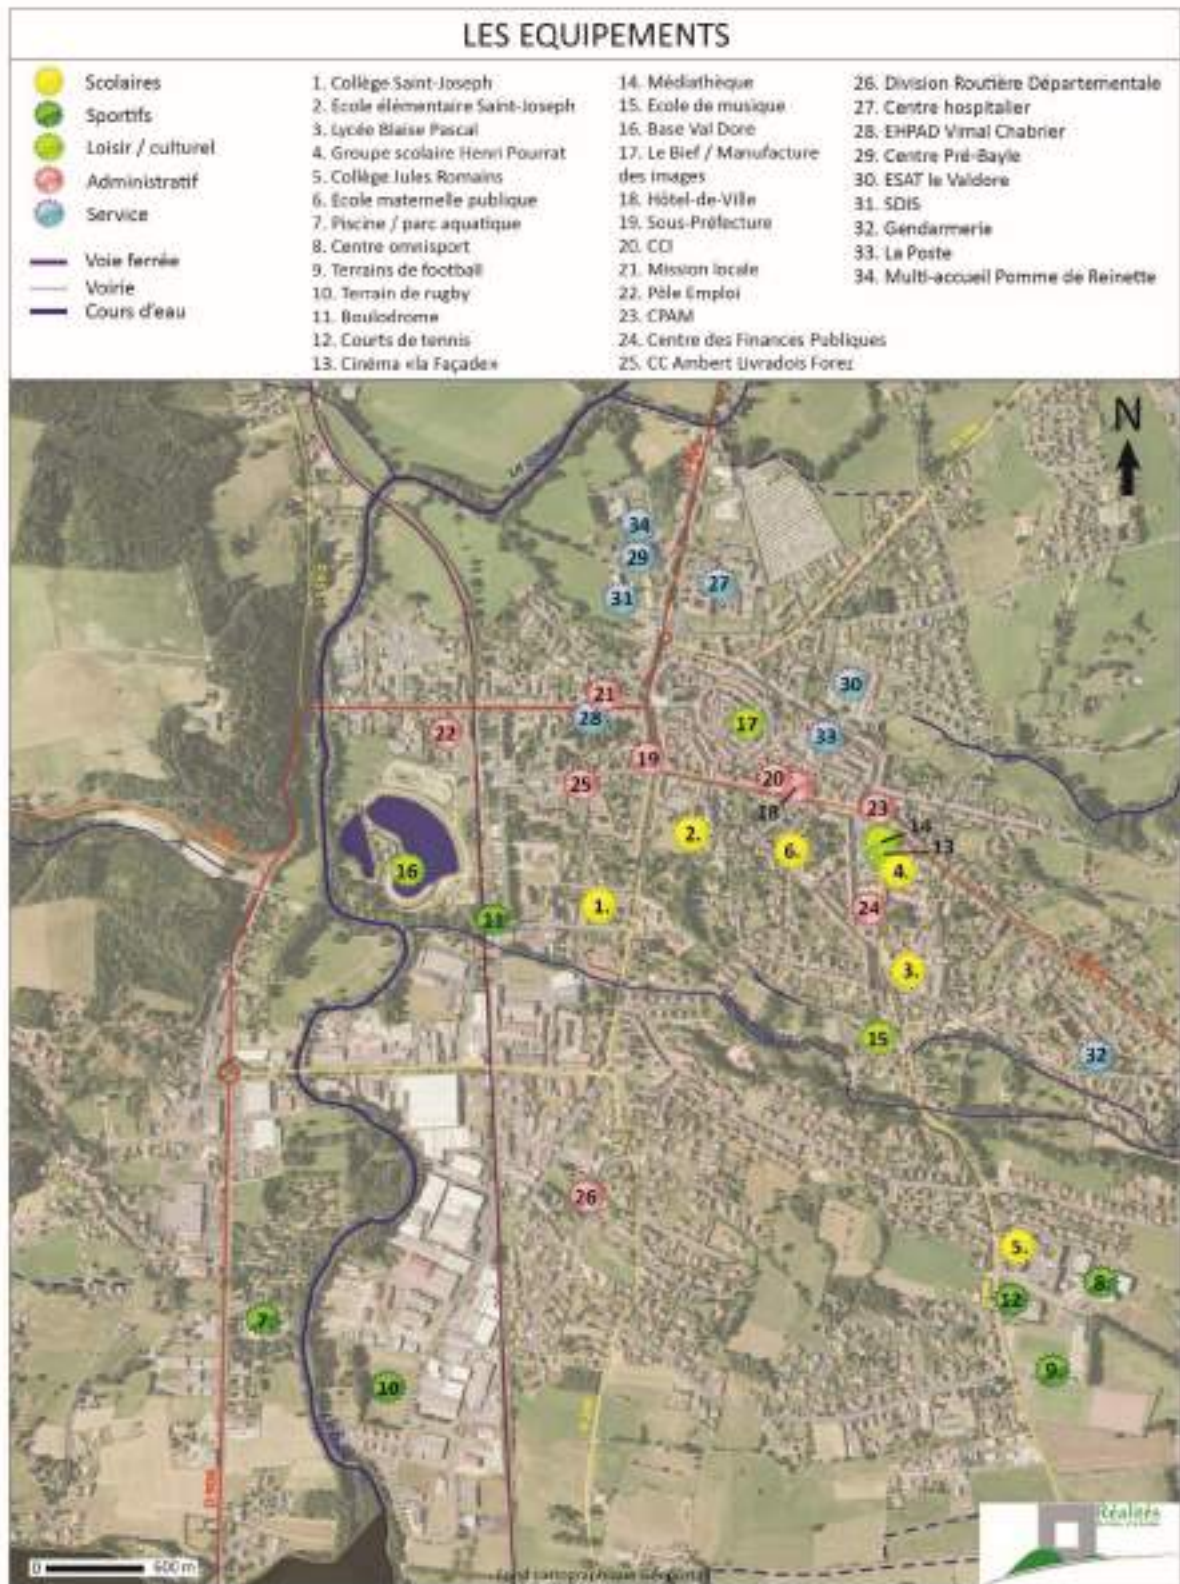 LES EQUIPEMENTS
Scolaires
Sportifs
Loisir / culturel
Administratif
Service
Voie ferrée
Voirie
Cours d'eau
1. Collège Saint-Joseph
2. Ecole élémentaire Saint-Joseph
3. Lycée Blaise Pascal
4. Groupe scolaire Henri Pourrat
5. Collège Jules Romains
6. Ecole maternelle publique
7. Piscine / parc aquatique
8. Centre omnisport
9. Terrains de football
10. Terrain de rugby
11. Boulodrome
12. Courts de tennis
13. Cinéma «la Façade»
14. Médiathèque
15. Ecole de musique
16. Base Val Dore
17. Le Bief / Manufacture
des images
18. Hôtel-de-Ville
19. Sous-Préfecture
20. CCI
21. Mission locale
22. Pôle Emploi
23. CPAM
24. Centre des Finances Publiques
25. CC Ambert Livradois Forez
26. Division Routière Départementale
27. Centre hospitalier
28. EHPAD Vimal Chabrier
29. Centre Pré-Bayle
30. ESAT le Valdore
31. SDIS
32. Gendarmerie
33. La Poste
34. Multi-accueil Pomme de Reinette
N
34
29
27
31
30
21
28
17
22
33
19
20
25
18
23
14
2.
6.
13
4.
16
1.
24
11
3.
15
32
26
5.
8.
12
7.
9.
10
Réalités
0 600 m
Fond cartographique Géoportail